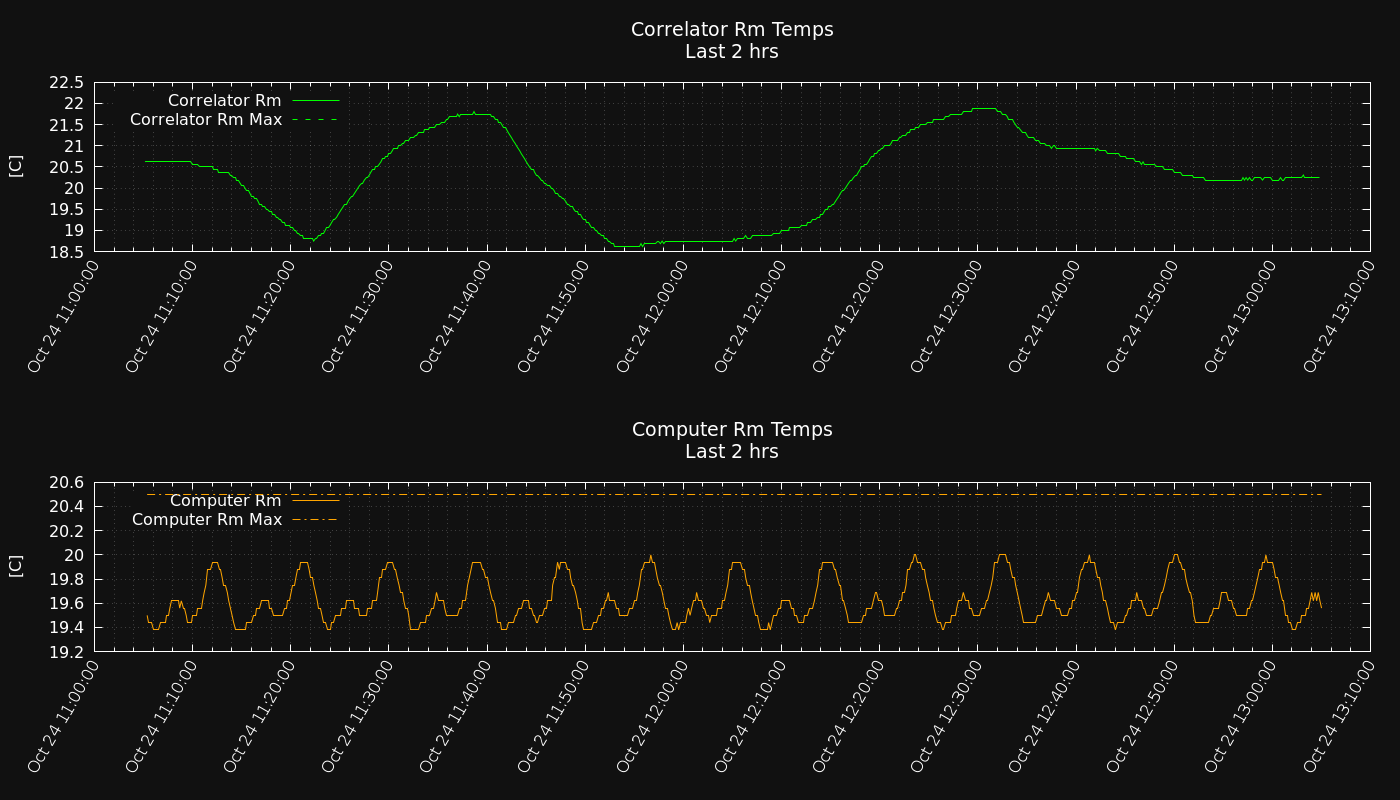 Correlator Rm Temps
Last 2 hrs
22.5
22
21.5
21
20.5
20
19.5
19
18.5
[C]
Correlator Rm
Correlator Rm Max
Oct 24 11:00:00
Oct 24 11:10:00
Oct 24 11:20:00
Oct 24 11:30:00
Oct 24 11:40:00
Oct 24 11:50:00
Oct 24 12:00:00
Oct 24 12:10:00
Oct 24 12:20:00
Oct 24 12:30:00
Oct 24 12:40:00
Oct 24 12:50:00
Oct 24 13:00:00
Oct 24 13:10:00
Computer Rm Temps
Last 2 hrs
20.6
20.4
20.2
20
19.8
19.6
19.4
19.2
[C]
Computer Rm
Computer Rm Max
Oct 24 11:00:00
Oct 24 11:10:00
Oct 24 11:20:00
Oct 24 11:30:00
Oct 24 11:40:00
Oct 24 11:50:00
Oct 24 12:00:00
Oct 24 12:10:00
Oct 24 12:20:00
Oct 24 12:30:00
Oct 24 12:40:00
Oct 24 12:50:00
Oct 24 13:00:00
Oct 24 13:10:00